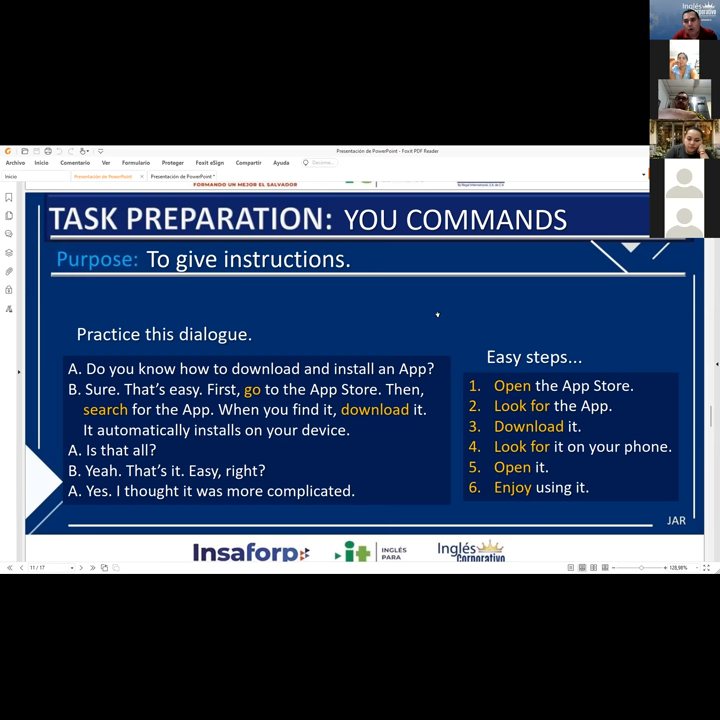 Inglés
Corporativo
Presentación de PowerPoint - Foxit PDF Reader
Archivo Inicio Comentario Ver Formulario Proteger Foxit eSign Compartir Ayuda
Inicio Presentación de PowerPoint Presentación de PowerPoint *
FORMANDO UN MEJOR EL SALVADOR
TASK PREPARATION: YOU COMMANDS
Purpose: To give instructions.
Practice this dialogue.
A. Do you know how to download and install an App?
B. Sure. That's easy. First, go to the App Store. Then,
search for the App. When you find it, download it.
It automatically installs on your device.
A. Is that all?
B. Yeah. That's it. Easy, right?
A. Yes. I thought it was more complicated.
Easy steps...
1. Open the App Store.
2. Look for the App.
3. Download it.
4. Look for it on your phone.
5. Open it.
6. Enjoy using it.
JAR
Insaforp
it INGLÉS
PARA
Inglés
Corporativo
11 / 17
128,98%